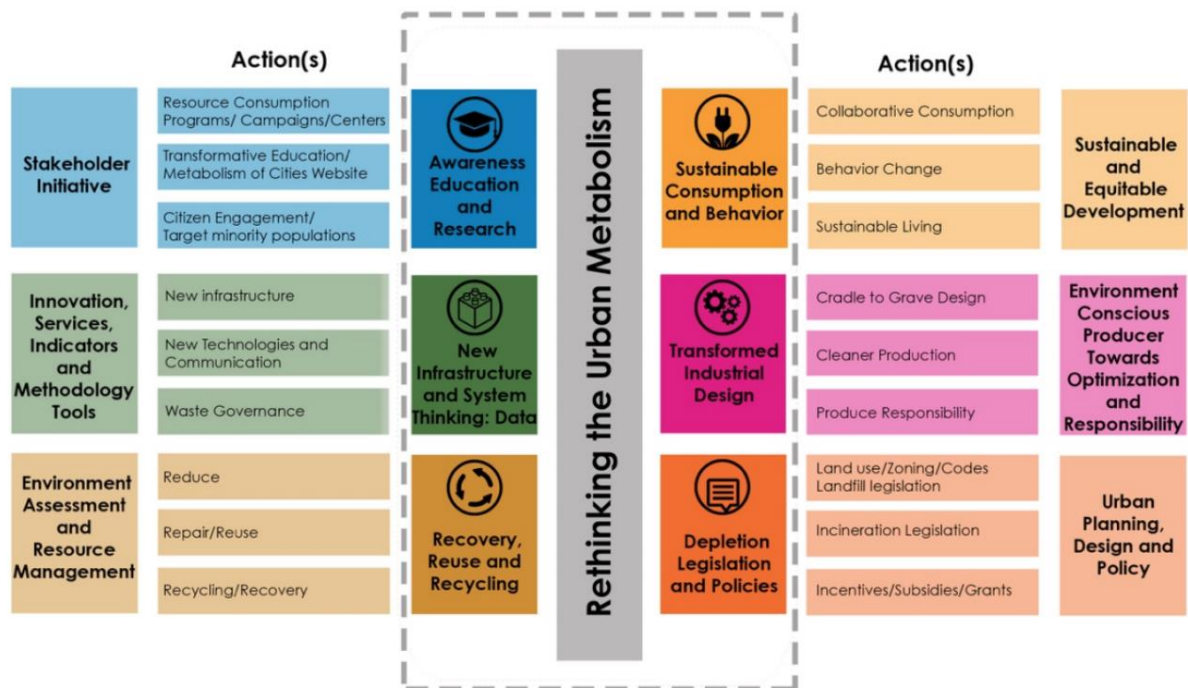 Action(s)
Stakeholder
Initiative
Resource Consumption
Programs/ Campaigns/Centers
Transformative Education/
Metabolism of Cities Website
Citizen Engagement/
Target minority populations
Awareness
Education
and
Research
Innovation,
Services,
Indicators
and
Methodology
Tools
New infrastructure
New Technologies and
Communication
Waste Governance
New
Infrastructure
and System
Thinking: Data
Environment
Assessment
and
Resource
Management
Reduce
Repair/Reuse
Recycling/Recovery
Recovery,
Reuse and
Recycling
Rethinking the Urban Metabolism
Action(s)
Sustainable
Consumption
and Behavior
Collaborative Consumption
Behavior Change
Sustainable Living
Sustainable
and
Equitable
Development
Transformed
Industrial
Design
Cradle to Grave Design
Cleaner Production
Produce Responsibility
Environment
Conscious
Producer
Towards
Optimization
and
Responsibility
Depletion
Legislation
and Policies
Land use/Zoning/Codes
Landfill legislation
Incineration Legislation
Incentives/Subsidies/Grants
Urban
Planning,
Design and
Policy